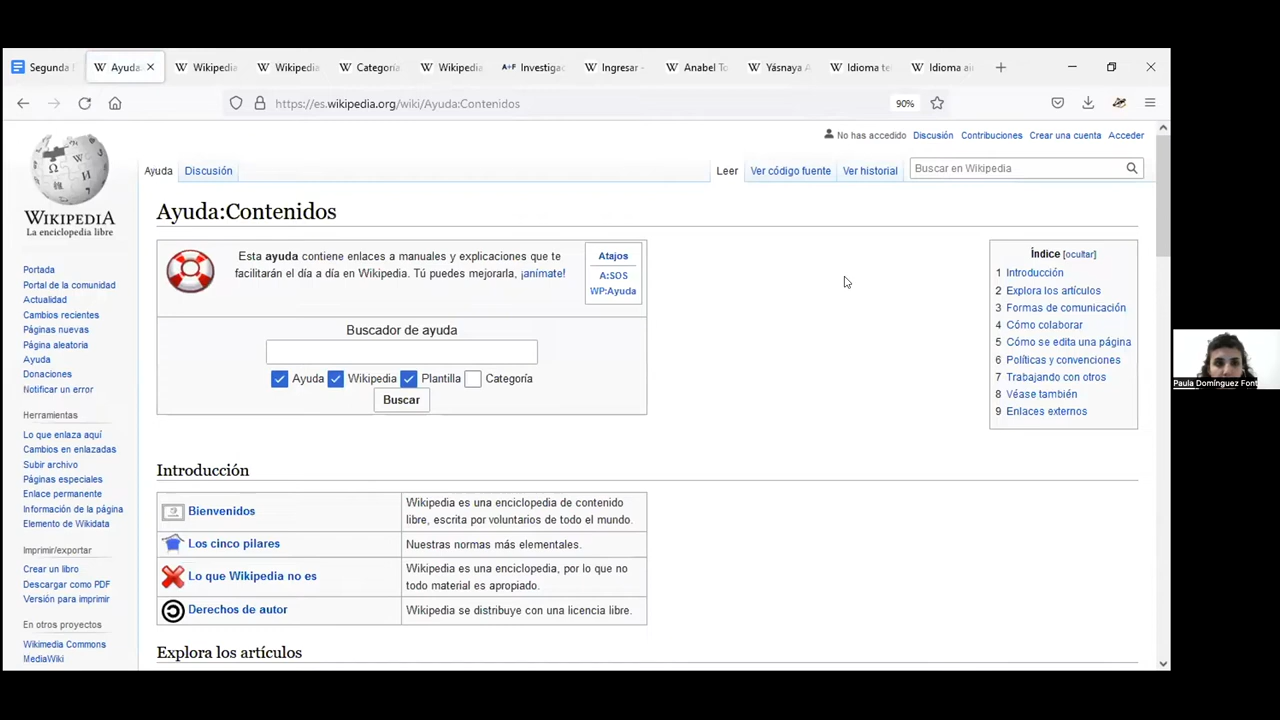 Segunda
Ayuda:
Wikipedia
Wikipedia
Categoría
Wikipedia
A+F Investigac
Ingresar -
Anabel To
Yásnaya A
Idioma te
Idioma
https://es.wikipedia.org/wiki/Ayuda:Contenidos
90%
No has accedido Discusión Contribuciones Crear una cuenta Acceder
Ayuda Discusión Leer Ver código fuente Ver historial Buscar en Wikipedia
WIKIPEDIA
La enciclopedia libre
Portada
Portal de la comunidad
Actualidad
Cambios recientes
Páginas nuevas
Página aleatoria
Ayuda
Donaciones
Notificar un error
Herramientas
Lo que enlaza aquí
Cambios en enlazadas
Subir archivo
Páginas especiales
Enlace permanente
Información de la página
Elemento de Wikidata
Imprimir/exportar
Crear un libro
Descargar como PDF
Versión para imprimir
En otros proyectos
Wikimedia Commons
MediaWiki
Ayuda:Contenidos
Esta ayuda contiene enlaces a manuales y explicaciones que te
facilitarán el día a día en Wikipedia. Tú puedes mejorarla, ¡anímate!
Atajos
A:SOS
WP:Ayuda
Buscador de ayuda
Ayuda Wikipedia Plantilla Categoría
Buscar
Índice [ocultar]
1 Introducción
2 Explora los artículos
3 Formas de comunicación
4 Cómo colaborar
5 Cómo se edita una página
6 Políticas y convenciones
7 Trabajando con otros
8 Véase también
9 Enlaces externos
Introducción
Bienvenidos
Wikipedia es una enciclopedia de contenido
libre, escrita por voluntarios de todo el mundo.
Los cinco pilares
Nuestras normas más elementales.
Lo que Wikipedia no es
Wikipedia es una enciclopedia, por lo que no
todo material es apropiado.
Derechos de autor
Wikipedia se distribuye con una licencia libre.
Explora los artículos
Paula Domínguez Font